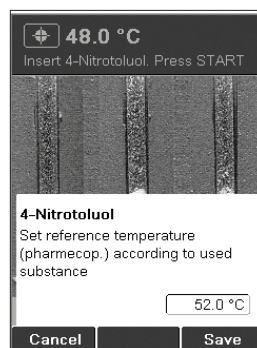 48.0 °C
Insert 4-Nitrotoluol. Press START
4-Nitrotoluol
Set reference temperature
(pharmecop.) according to used
substance
52.0 °C
Cancel Save